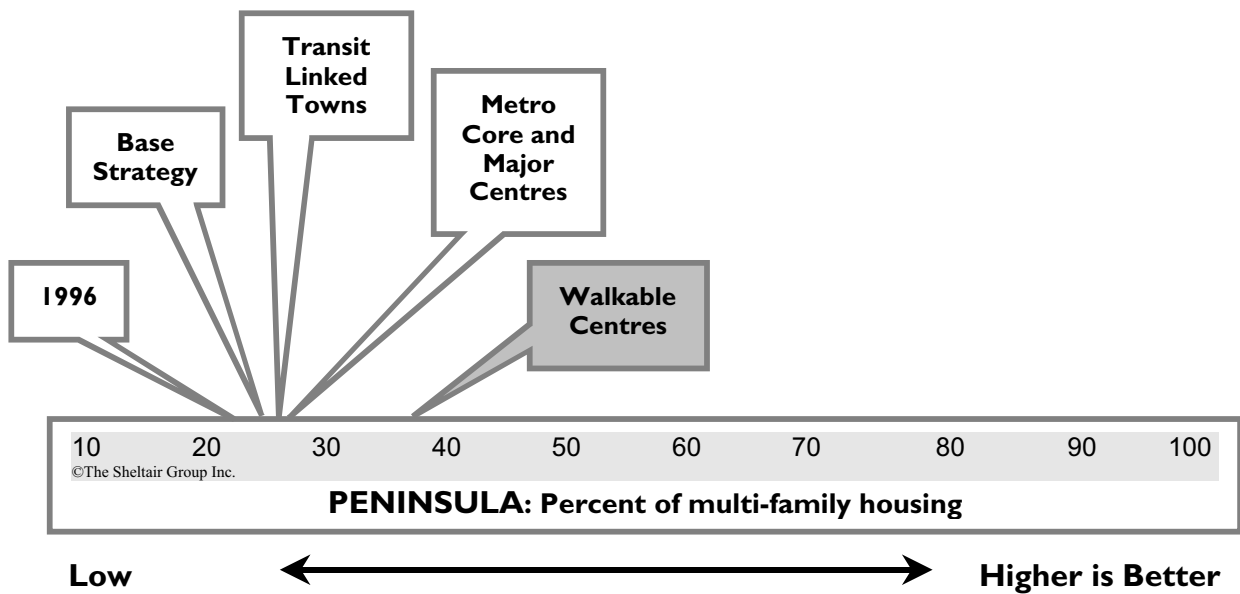 Transit
Linked
Towns
Metro
Core and
Major
Centres
Base
Strategy
1996
Walkable
Centres
10 20 30 40 50 60 70 80 90 100
©The Sheltair Group Inc.
PENINSULA: Percent of multi-family housing
Low Higher is Better